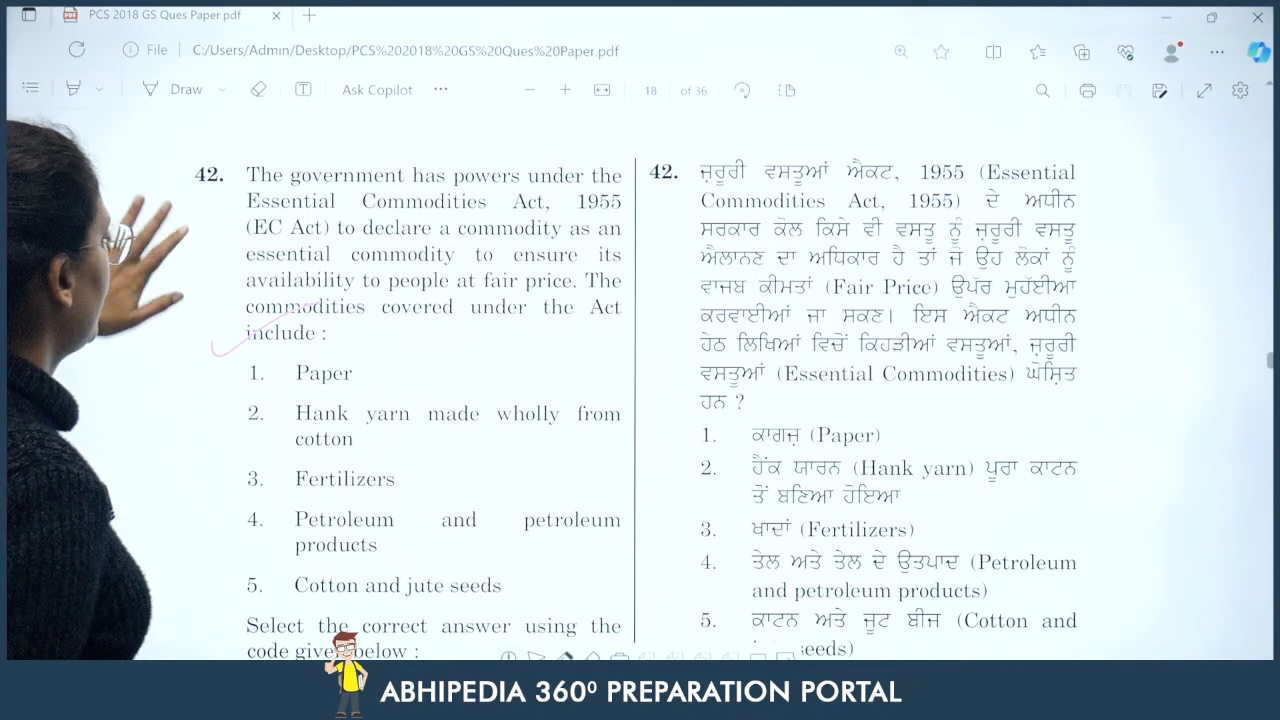 PCS 2018 GS Ques Paper.pdf
File C:/Users/Admin/Desktop/PCS%202018%20GS%20Ques%20Paper.pdf
Draw Ask Copilot 18 of 36
42. The government has powers under the
Essential Commodities Act, 1955
(EC Act) to declare a commodity as an
essential commodity to ensure its
availability to people at fair price. The
commodities covered under the Act
include :
1. Paper
2. Hank yarn made wholly from
cotton
3. Fertilizers
4. Petroleum and petroleum
products
5. Cotton and jute seeds
Select the correct answer using the
code given below :
42. ਜ਼ਰੂਰੀ ਵਸਤੂਆਂ ਐਕਟ, 1955 (Essential
Commodities Act, 1955) ਦੇ ਅਧੀਨ
ਸਰਕਾਰ ਕੋਲ ਕਿਸੇ ਵੀ ਵਸਤੂ ਨੂੰ ਜ਼ਰੂਰੀ ਵਸਤੂ
ਐਲਾਨਣ ਦਾ ਅਧਿਕਾਰ ਹੈ ਤਾਂ ਜੋ ਉਹ ਲੋਕਾਂ ਨੂੰ
ਵਾਜਬ ਕੀਮਤਾਂ (Fair Price) ਉਪੱਰ ਮੁਹੱਈਆ
ਕਰਵਾਈਆਂ ਜਾ ਸਕਣ। ਇਸ ਐਕਟ ਅਧੀਨ
ਹੇਠ ਲਿਖਿਆਂ ਵਿਚੋਂ ਕਿਹੜੀਆਂ ਵਸਤੂਆਂ, ਜ਼ਰੂਰੀ
ਵਸਤੂਆਂ (Essential Commodities) ਘੋਸ਼ਿਤ
ਹਨ ?
1. ਕਾਗਜ਼ (Paper)
2. ਹੈਂਕ ਯਾਰਨ (Hank yarn) ਪੂਰਾ ਕਾਟਨ
ਤੋਂ ਬਣਿਆ ਹੋਇਆ
3. ਖਾਦਾਂ (Fertilizers)
4. ਤੇਲ ਅਤੇ ਤੇਲ ਦੇ ਉਤਪਾਦ (Petroleum
and petroleum products)
5. ਕਾਟਨ ਅਤੇ ਜੂਟ ਬੀਜ (Cotton and
seeds)
ABHIPEDIA 360⁰ PREPARATION PORTAL